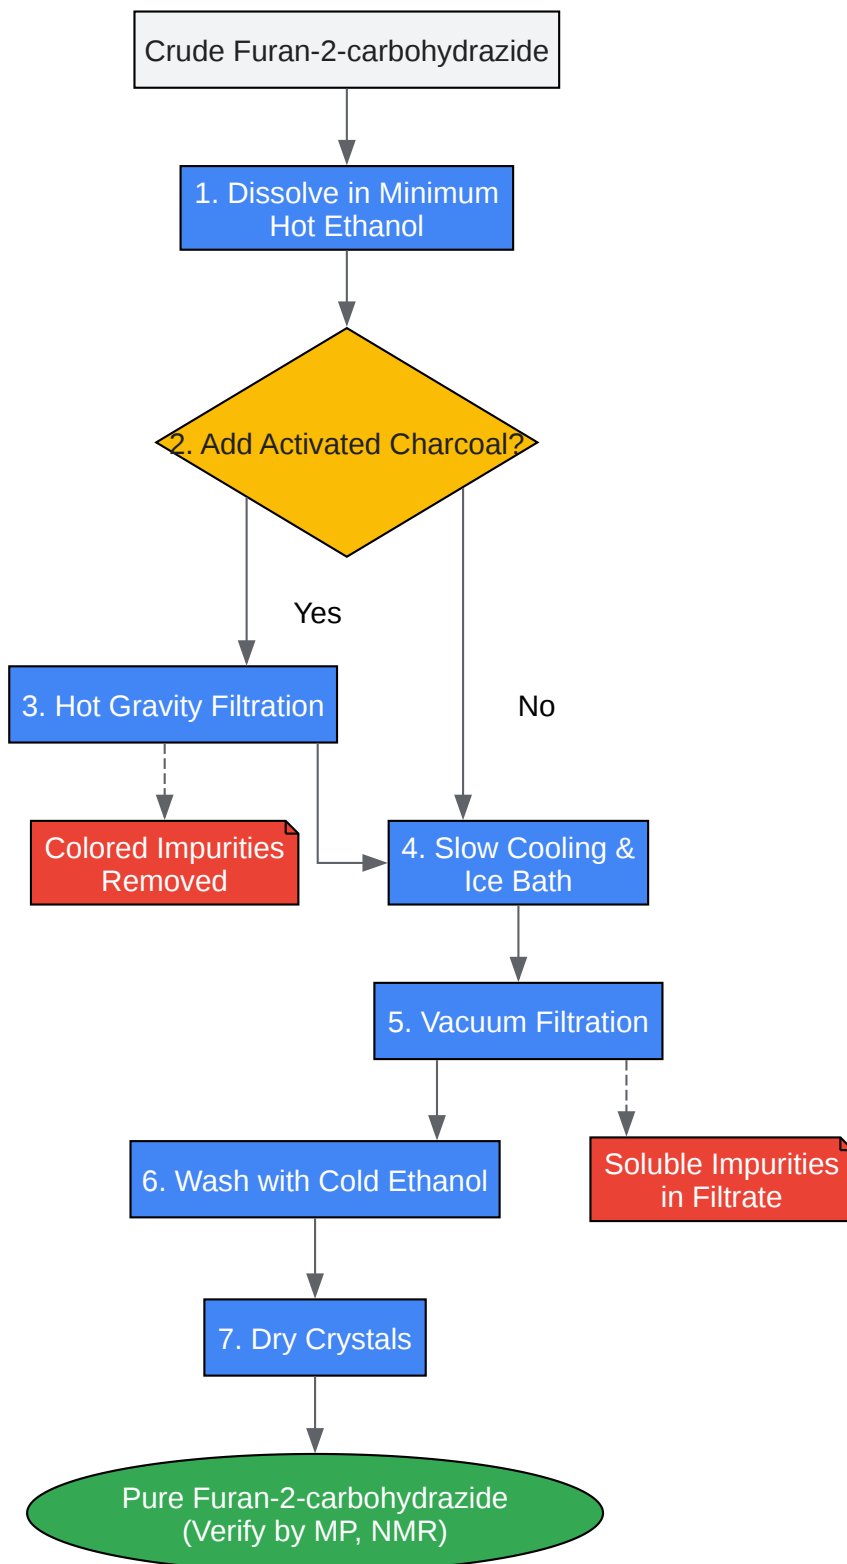 Crude Furan-2-carbohydrazide
1. Dissolve in Minimum
Hot Ethanol
2. Add Activated Charcoal?
Yes
3. Hot Gravity Filtration
No
Colored Impurities
Removed
4. Slow Cooling &
Ice Bath
5. Vacuum Filtration
6. Wash with Cold Ethanol
Soluble Impurities
in Filtrate
7. Dry Crystals
Pure Furan-2-carbohydrazide
(Verify by MP, NMR)